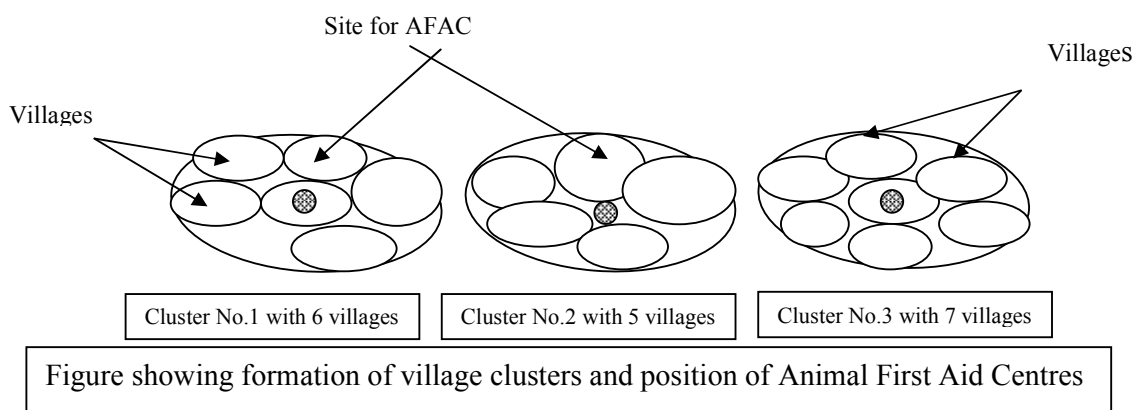 Site for AFAC
Villages
Villages
Cluster No.1 with 6 villages
Cluster No.2 with 5 villages
Cluster No.3 with 7 villages
Figure showing formation of village clusters and position of Animal First Aid Centres